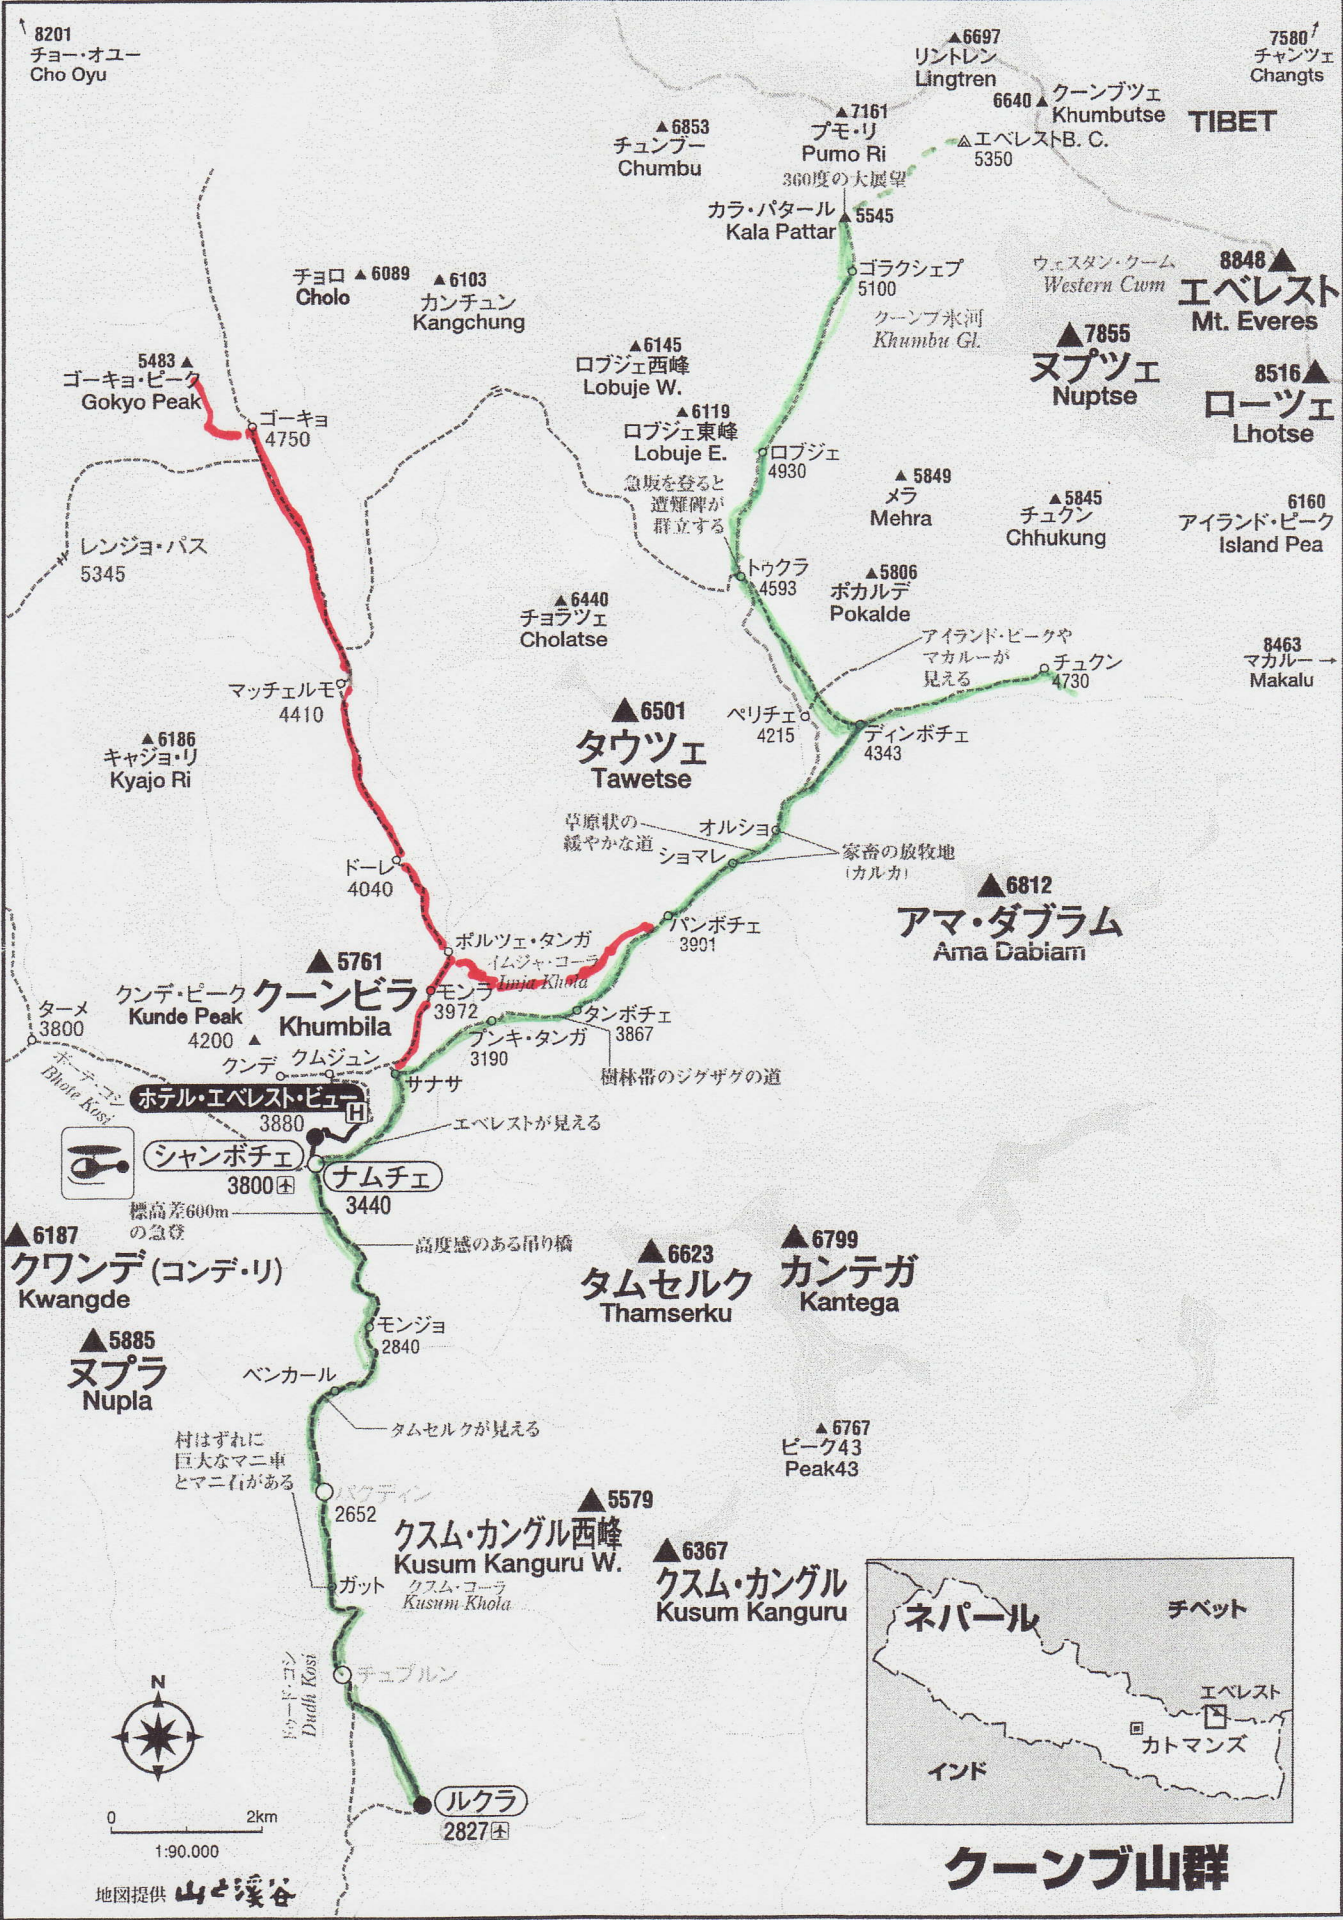 8201
チョー・オユー
Cho Oyu
▲6697
リントレン
Lingtren
7580
チャンツェ
Changts
6640▲クーンブツェ
Khumbutse
TIBET
▲6853
チュンブー
Chumbu
▲7161
プモ・リ
Pumo Ri
エベレストB.C.
5350
360度の大展望
カラ・パタール
Kala Pattar
▲5545
ゴラクシェプ
5100
ウェスタン・クーム
Western Cwm
8848▲
エベレスト
Mt. Everes
チョロ ▲6089
Cholo
▲6103
カンチュン
Kangchung
クーンブ氷河
Khumbu Gl.
▲7855
ヌプツェ
Nuptse
8516▲
ローツェ
Lhotse
5483▲
ゴーキョ・ピーク
Gokyo Peak
ゴーキョ
4750
▲6145
ロブジェ西峰
Lobuje W.
▲6119
ロブジェ東峰
Lobuje E.
ロブジェ
4930
急坂を登ると
遭難碑が
群立する
▲5849
メラ
Mehra
▲5845
チュクン
Chhukung
6160
アイランド・ピーク
Island Pea
レンジョ・パス
5345
トゥクラ
4593
▲5806
ポカルデ
Pokalde
▲6440
チョラツェ
Cholatse
アイランド・ピークや
マカルーが
見える
チュクン
4730
8463
マカルー→
Makalu
マッチェルモ
4410
▲6501
タウツェ
Tawetse
ペリチェ
4215
ディンボチェ
4343
▲6186
キャジョ・リ
Kyajo Ri
草原状の
緩やかな道
オルショ
ショマレ
家畜の放牧地
(カルカ)
ドーレ
4040
▲6812
アマ・ダブラム
Ama Dablam
パンボチェ
3901
ポルツェ・タンガ
イムジャ・コーラ
Imja Khola
▲5761
クーンビラ
Khumbila
モンラ
3972
クンデ・ピーク
Kunde Peak
4200▲
ターメ
3800
タンボチェ
3867
プンキ・タンガ
3190
クンデ
クムジュン
サナサ
樹林帯のジグザグの道
ボーテ・コシ
Bhote Kosi
ホテル・エベレスト・ビュー
3880
H
エベレストが見える
シャンボチェ
3800
ナムチェ
3440
標高差600m
の急登
高度感のある吊り橋
▲6187
クワンデ(コンデ・リ)
Kwangde
▲6623
タムセルク
Thamserku
▲6799
カンテガ
Kantega
▲5885
ヌプラ
Nupla
モンジョ
2840
ベンカール
タムセルクが見える
村はずれに
巨大なマニ車
とマニ石がある
▲6767
ピーク43
Peak43
パクディン
2652
▲5579
クスム・カングル西峰
Kusum Kanguru W.
▲6367
クスム・カングル
Kusum Kanguru
ガット
クスム・コーラ
Kusum Khola
チュブルン
ドゥード・コシ
Dudh Kosi
ルクラ
2827
N
0 2km
1:90.000
地図提供
ネパール
チベット
エベレスト
カトマンズ
インド
クーンブ山群